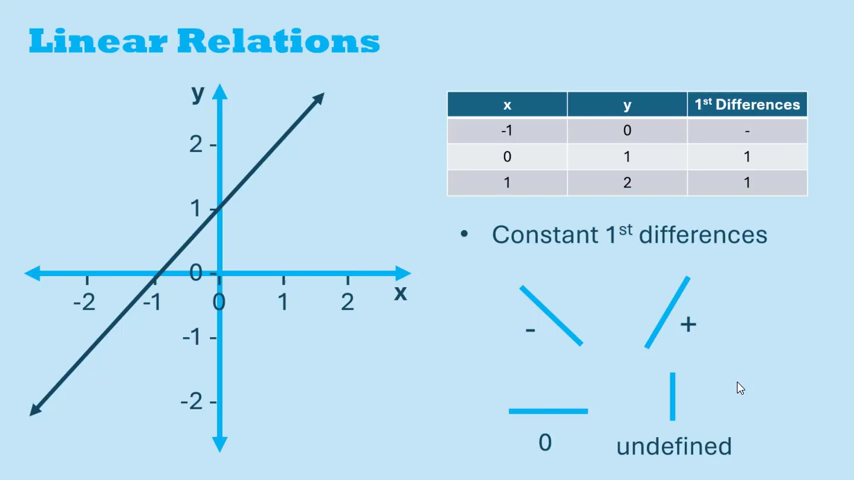 Linear Relations
y
2
1
0
-2 -1 0 1 2 x
-1
-2
x y 1st Differences
-1 0 -
0 1 1
1 2 1
• Constant 1st differences
- +
0 undefined